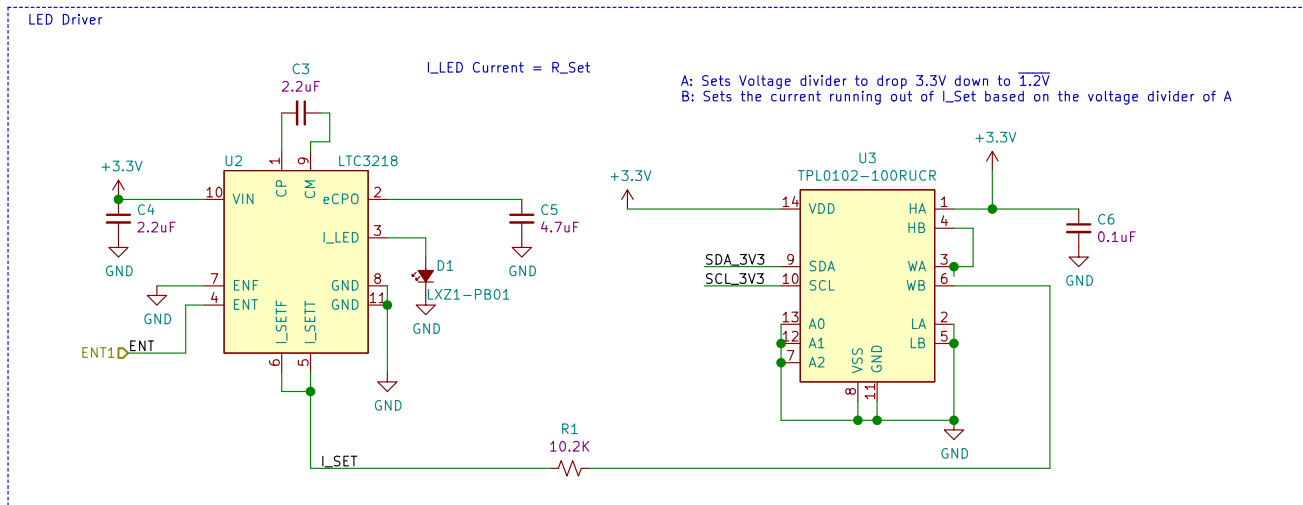 LED Driver
I_LED Current = R_Set
A: Sets Voltage divider to drop 3.3V down to 1.2V
B: Sets the current running out of I_Set based on the voltage divider of A
C3
2.2uF
+3.3V
U2
LTC3218
1
9
CP
CM
10
VIN
eCPO
2
C4
2.2uF
GND
C5
4.7uF
GND
I_LED
3
D1
LXZ1-PB01
GND
7
ENF
GND
8
4
ENT
GND
11
GND
ENT1
ENT
I_SETF
I_SETT
6
5
GND
I_SET
R1
10.2K
+3.3V
U3
TPL0102-100RUCR
+3.3V
14
VDD
HA
1
HB
4
C6
0.1uF
GND
SDA_3V3
9
SDA
WA
3
SCL_3V3
10
SCL
WB
6
13
A0
LA
2
12
A1
LB
5
7
A2
VSS
GND
8
11
GND